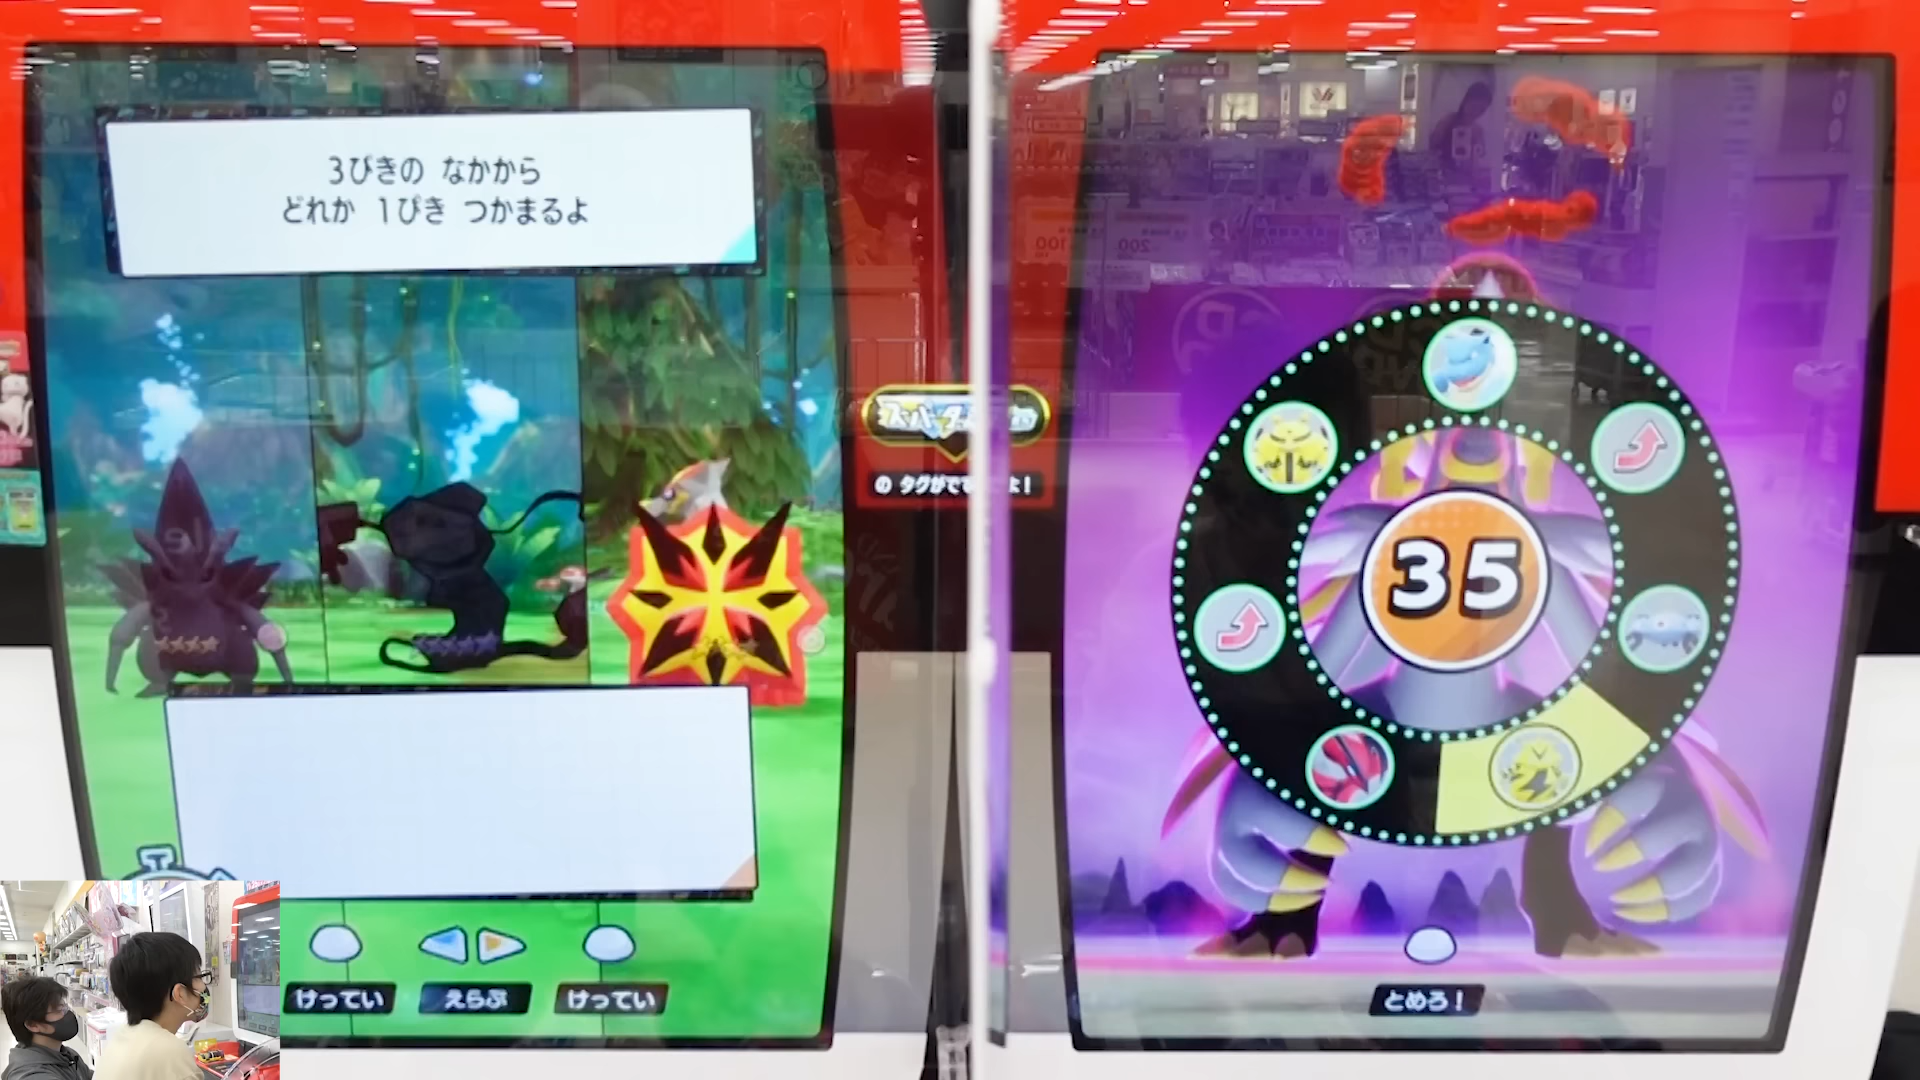 3びきの なかから
どれか 1ぴき つかまるよ
けってい
えらぶ
けってい
35
とめろ！